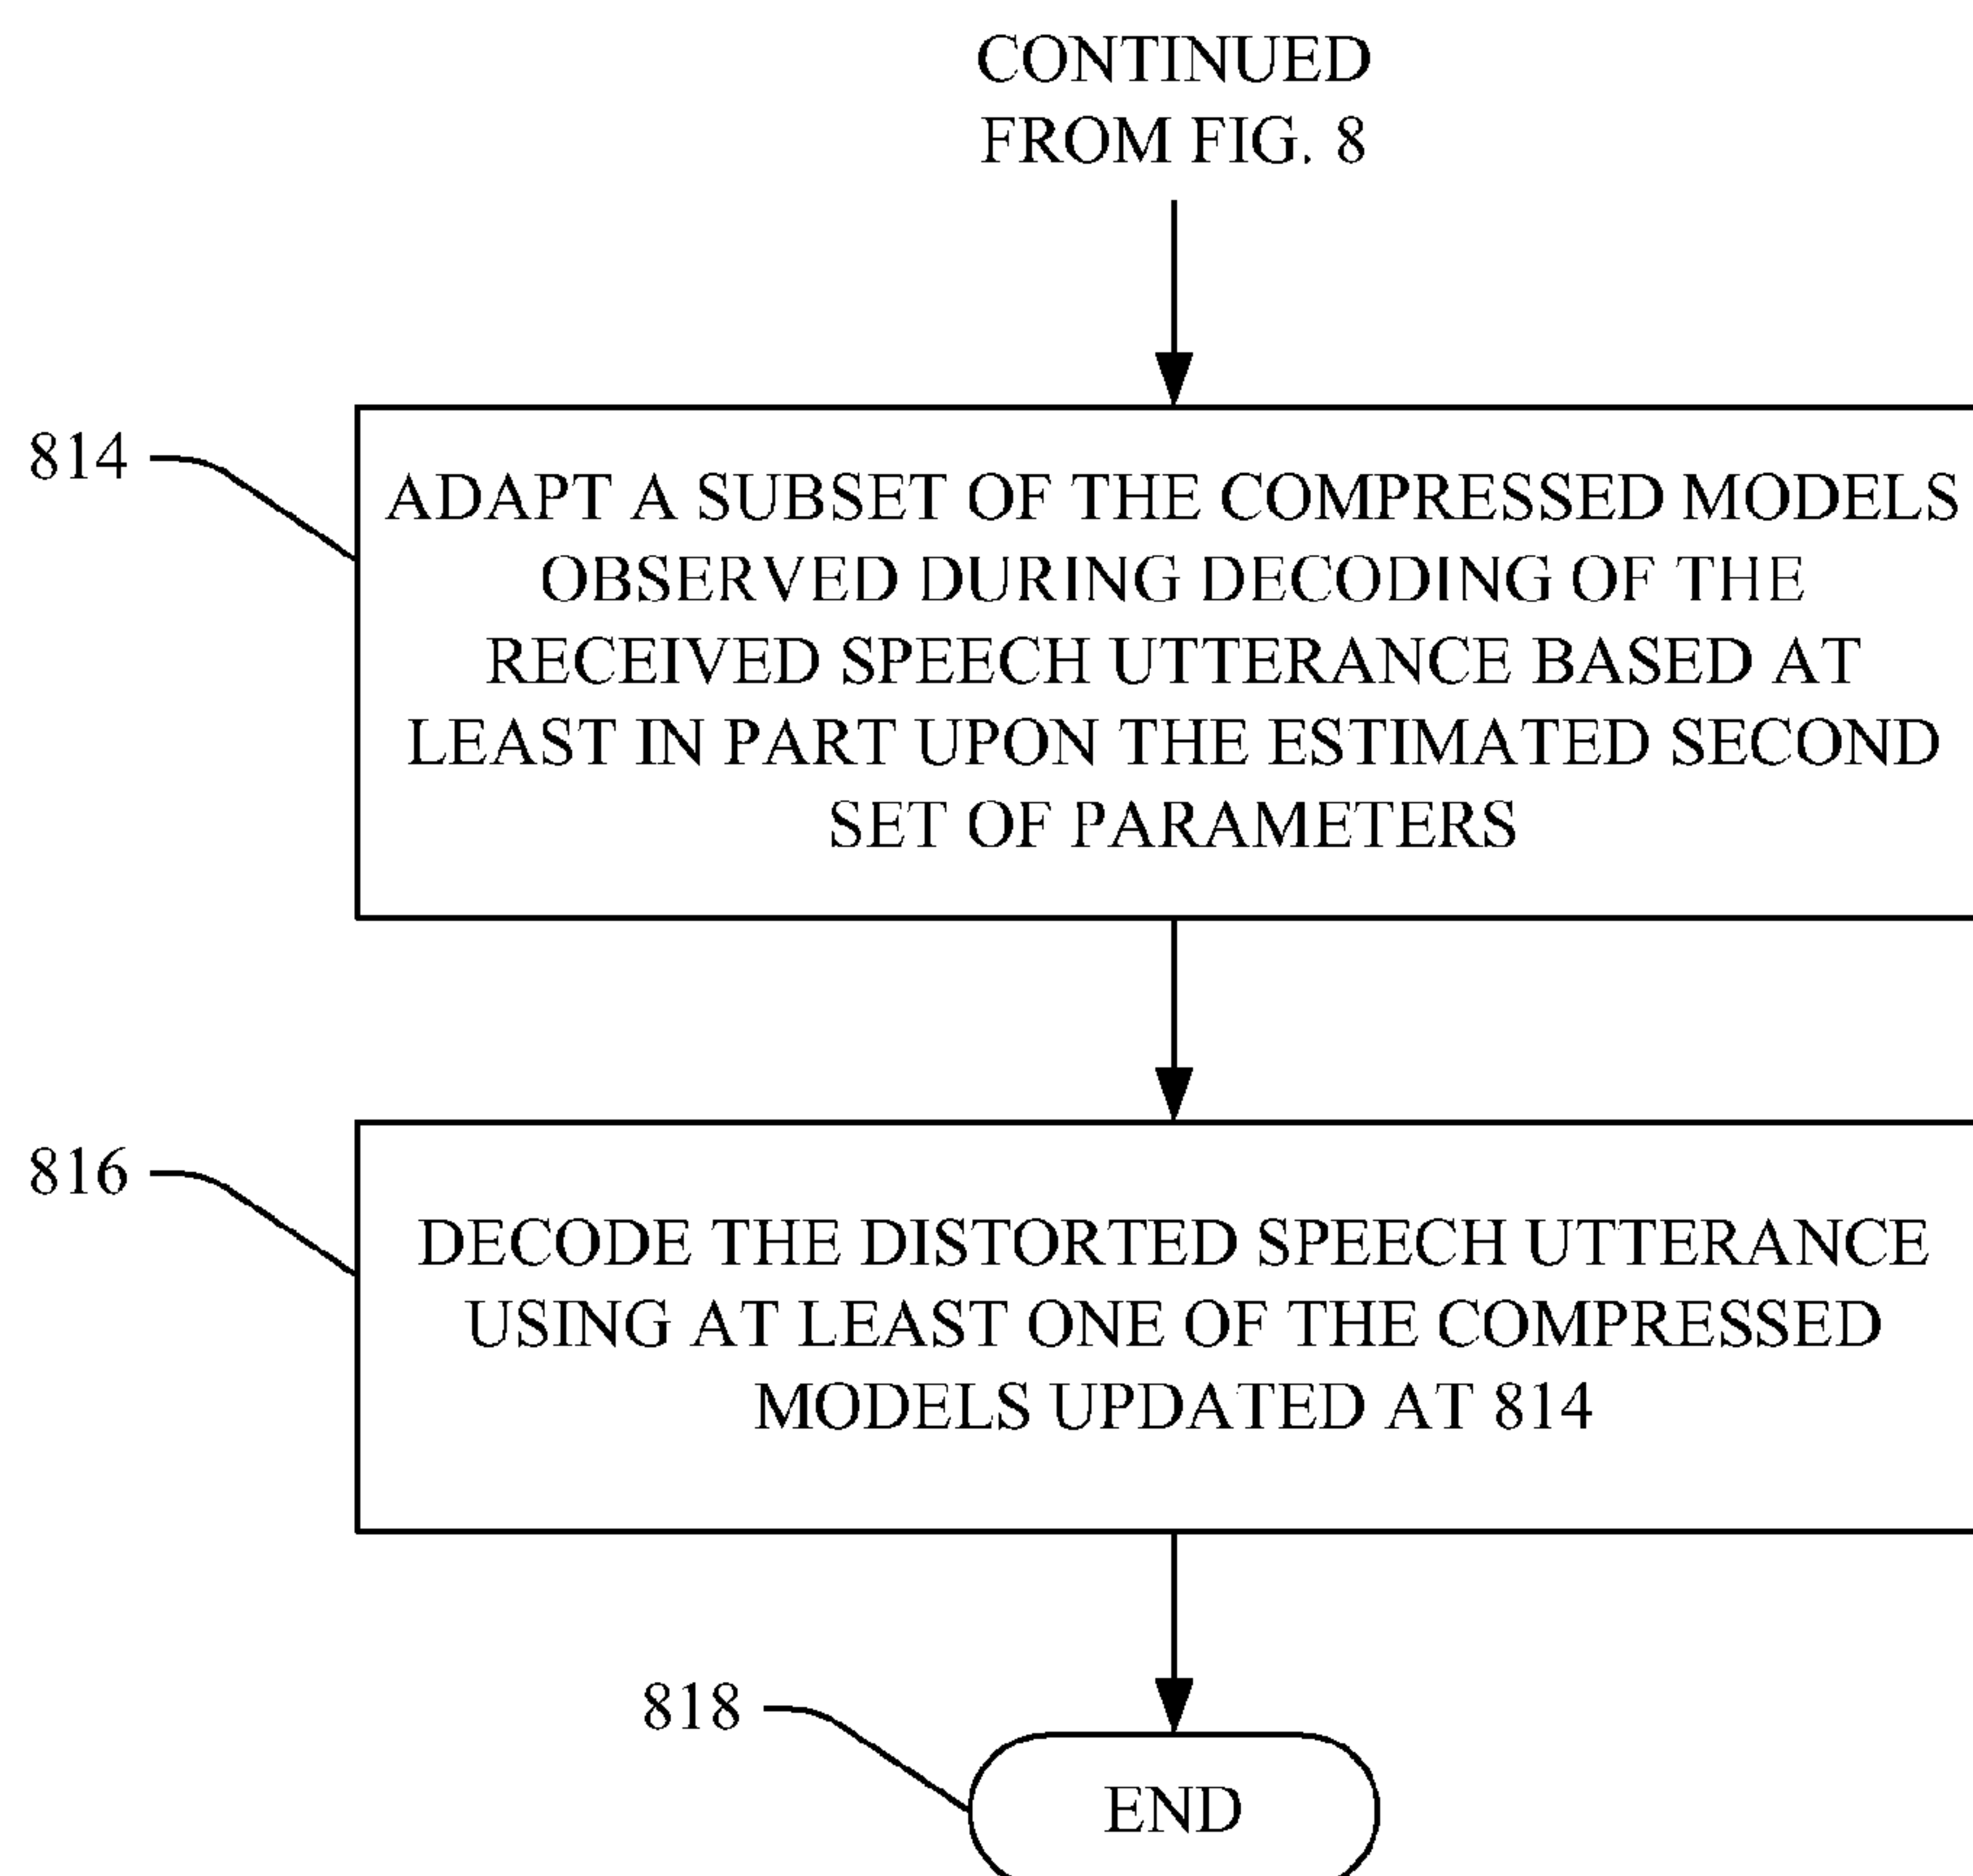 CONTINUED
FROM FIG. 8
814
ADAPT A SUBSET OF THE COMPRESSED MODELS
OBSERVED DURING DECODING OF THE
RECEIVED SPEECH UTTERANCE BASED AT
LEAST IN PART UPON THE ESTIMATED SECOND
SET OF PARAMETERS
816
DECODE THE DISTORTED SPEECH UTTERANCE
USING AT LEAST ONE OF THE COMPRESSED
MODELS UPDATED AT 814
818
END